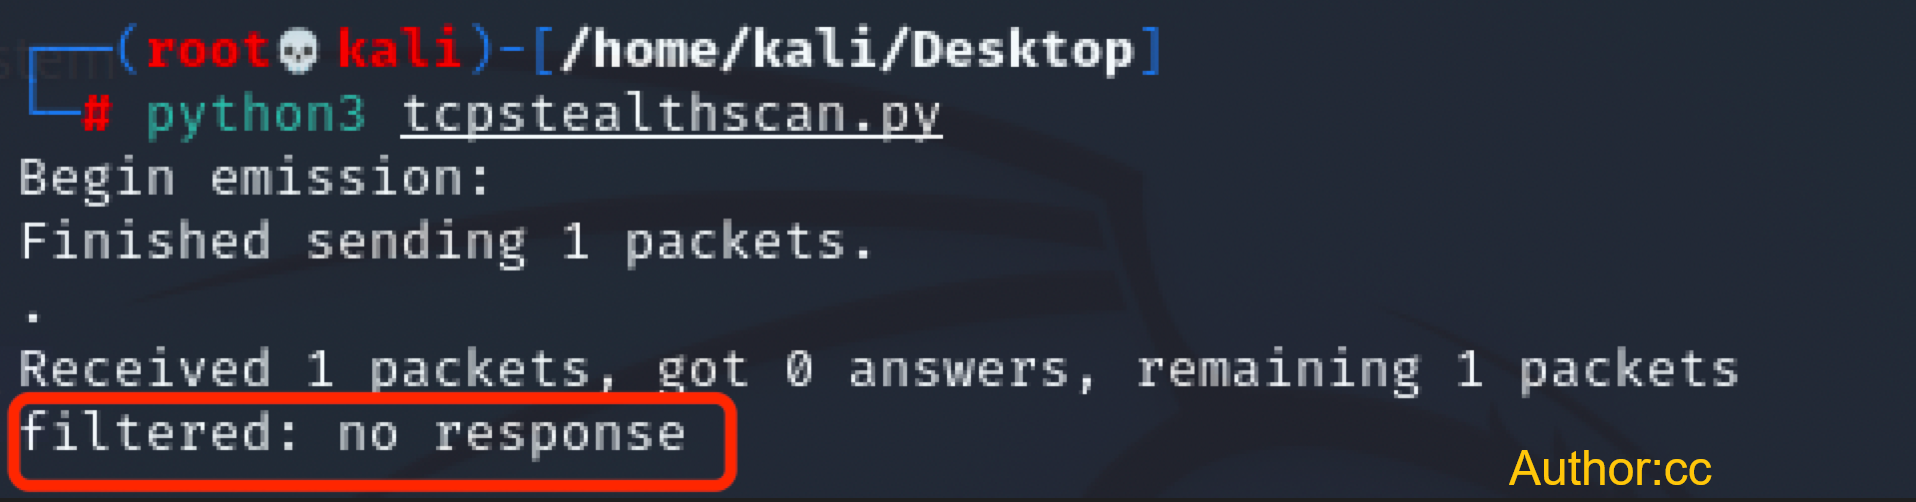 (root💀kali)-[/home/kali/Desktop]
# python3 tcpstealthscan.py
Begin emission:
Finished sending 1 packets.
.
Received 1 packets, got 0 answers, remaining 1 packets
filtered: no response
Author:cc